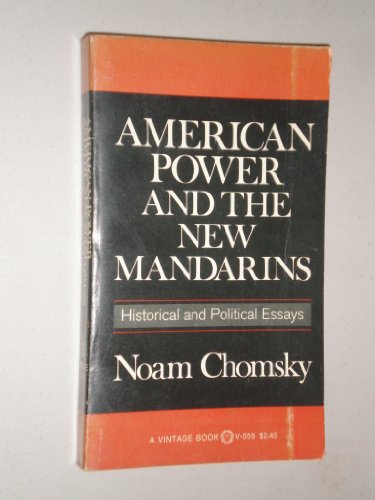 AMERICAN
POWER
AND THE
NEW
MANDARINS
Historical and Political Essays
Noam Chomsky
A VINTAGE BOOK V-555 $2.45